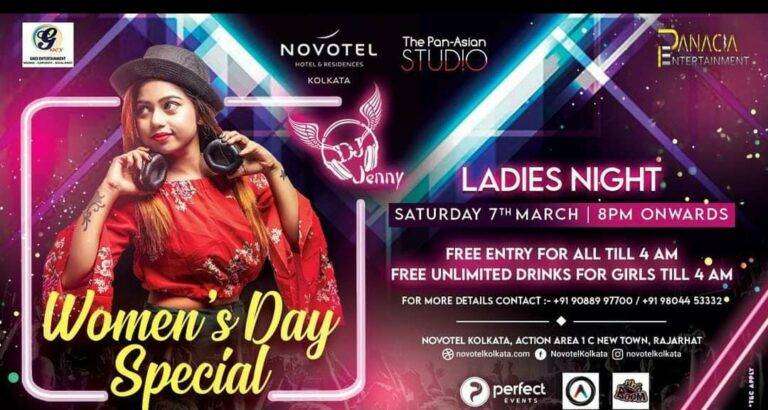 GNEX ENTERTAINMENT
NOVOTEL
HOTEL & RESIDENCES
KOLKATA
The Pan-Asian
STUDIO
PANACIA
ENTERTAINMENT
DJ
Jenny
LADIES NIGHT
SATURDAY 7TH MARCH | 8PM ONWARDS
FREE ENTRY FOR ALL TILL 4 AM
FREE UNLIMITED DRINKS FOR GIRLS TILL 4 AM
FOR MORE DETAILS CONTACT :- +91 90889 97700 / +91 98044 53332
Women's Day
Special
NOVOTEL KOLKATA, ACTION AREA 1 C NEW TOWN, RAJARHAT
novotelkolkata.com | NovotelKolkata | novotelkolkata
perfect
EVENTS
*T&C APPLY